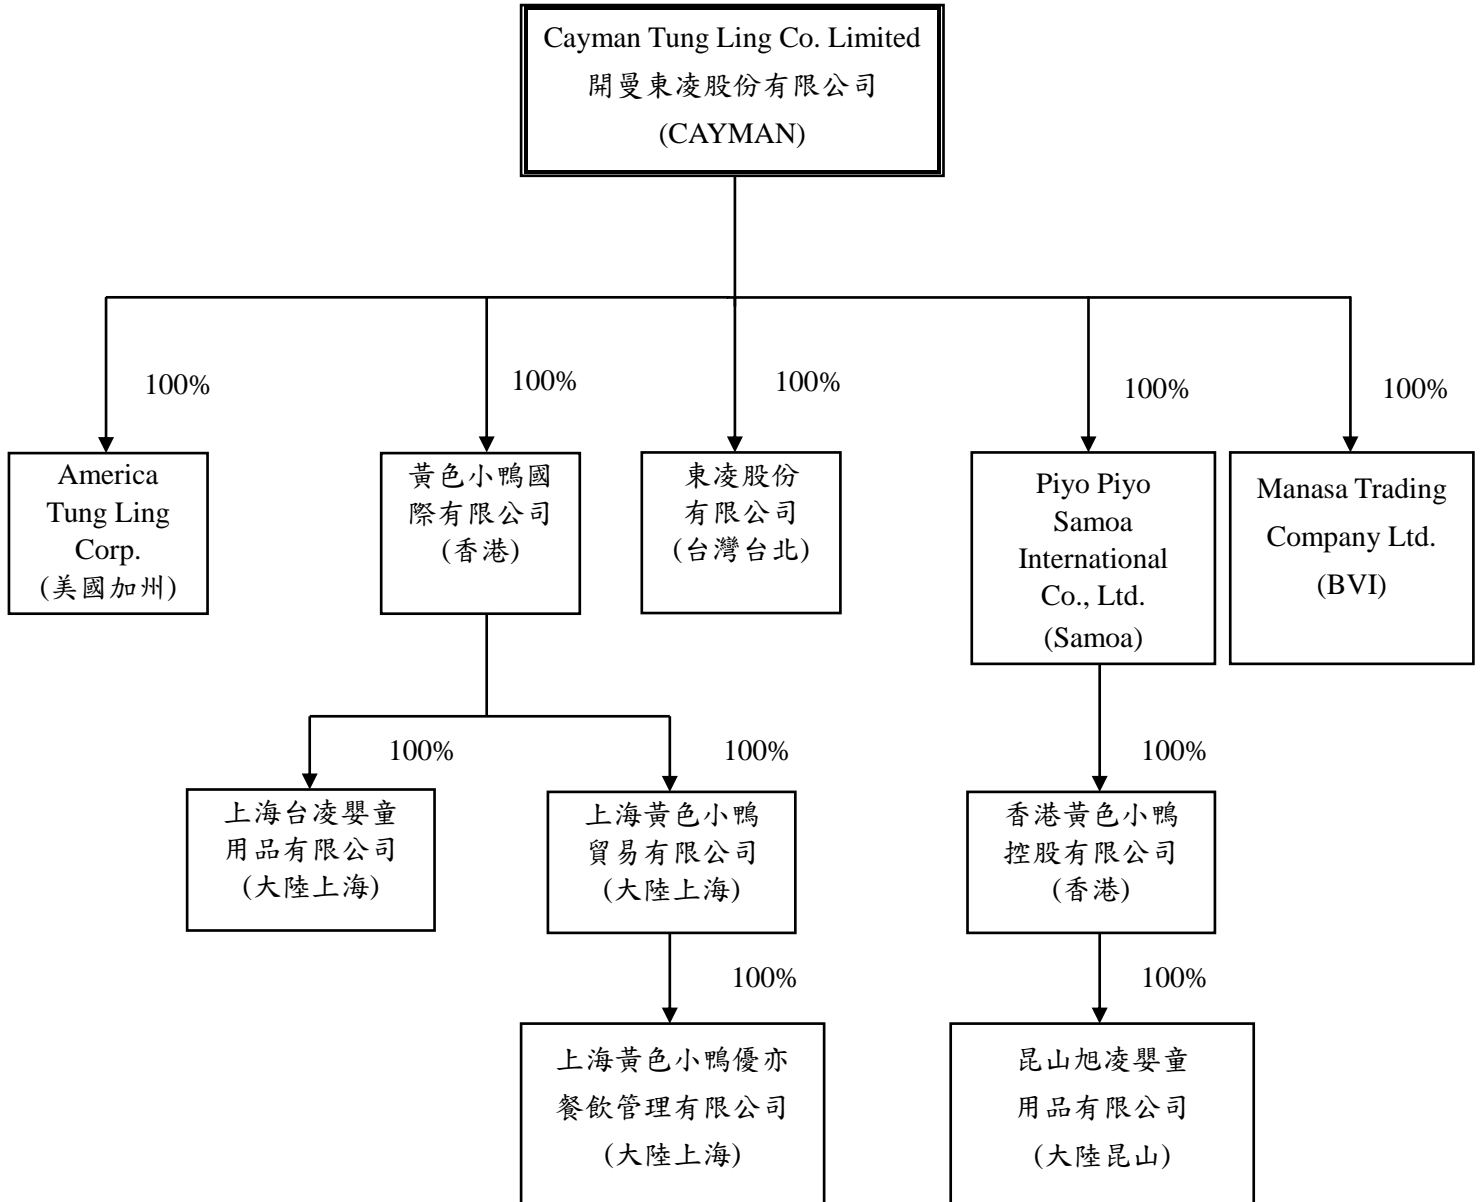 Cayman Tung Ling Co. Limited
開曼東凌股份有限公司
(CAYMAN)
100%
100%
100%
100%
100%
America
Tung Ling
Corp.
(美國加州)
黃色小鴨國
際有限公司
(香港)
東凌股份
有限公司
(台灣台北)
Piyo Piyo
Samoa
International
Co., Ltd.
(Samoa)
Manasa Trading
Company Ltd.
(BVI)
100%
100%
100%
上海台凌嬰童
用品有限公司
(大陸上海)
上海黃色小鴨
貿易有限公司
(大陸上海)
香港黃色小鴨
控股有限公司
(香港)
100%
100%
上海黃色小鴨優亦
餐飲管理有限公司
(大陸上海)
昆山旭凌嬰童
用品有限公司
(大陸昆山)